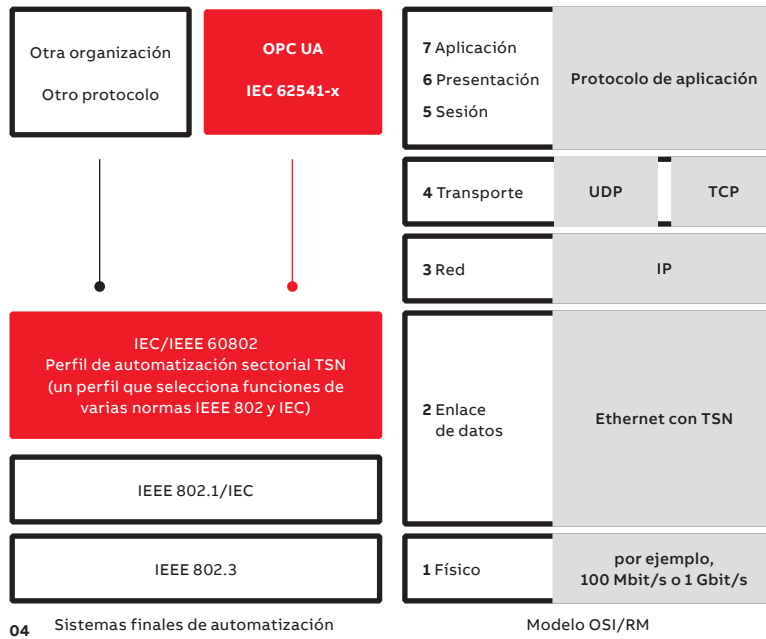 Otra organización
Otro protocolo
OPC UA
IEC 62541-x
IEC/IEEE 60802
Perfil de automatización sectorial TSN
(un perfil que selecciona funciones de
varias normas IEEE 802 y IEC)
IEEE 802.1/IEC
IEEE 802.3
04 Sistemas finales de automatización
7 Aplicación
6 Presentación
5 Sesión
Protocolo de aplicación
4 Transporte
UDP
TCP
3 Red
IP
2 Enlace
de datos
Ethernet con TSN
1 Físico
por ejemplo,
100 Mbit/s o 1 Gbit/s
Modelo OSI/RM